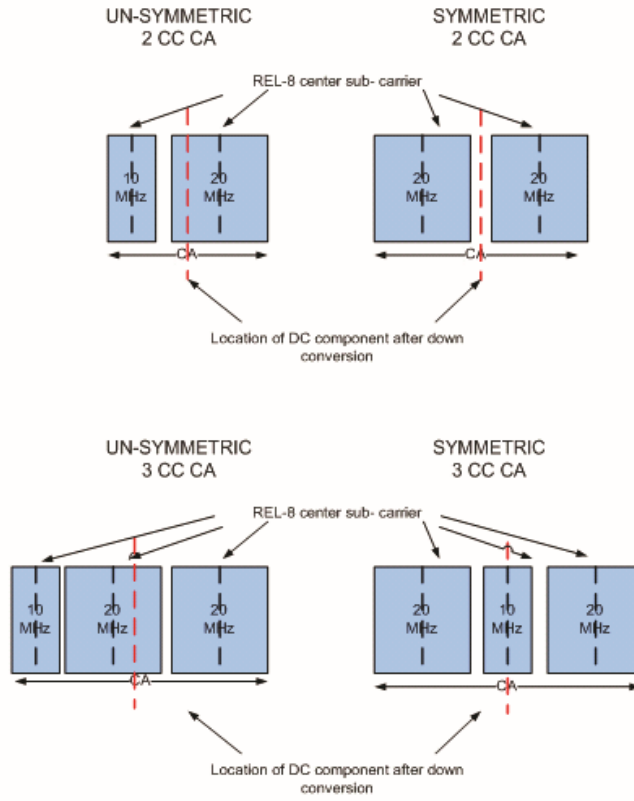 UN-SYMMETRIC
2 CC CA
SYMMETRIC
2 CC CA
REL-8 center sub- carrier
10
MHz
20
MHz
20
MHz
20
MHz
CA
CA
Location of DC component after down
conversion
UN-SYMMETRIC
3 CC CA
SYMMETRIC
3 CC CA
REL-8 center sub- carrier
10
MHz
20
MHz
20
MHz
20
MHz
10
MHz
20
MHz
CA
CA
Location of DC component after down
conversion